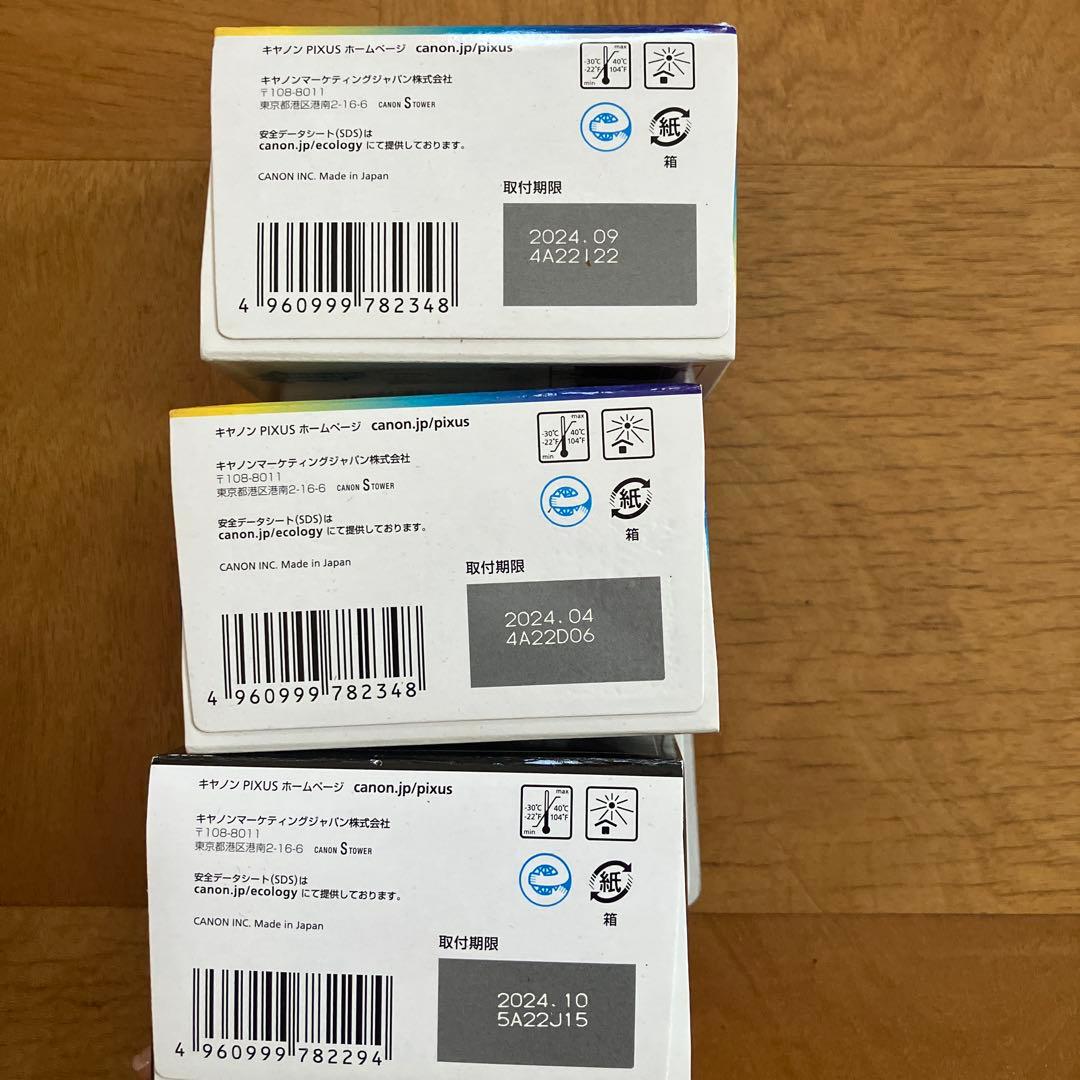 キヤノン PIXUS ホームページ canon.jp/pixus
キヤノンマーケティングジャパン株式会社
〒108-8011
東京都港区港南2-16-6 CANON S TOWER
安全データシート(SDS)は
canon.jp/ecology にて提供しております。
CANON INC. Made in Japan
max
-30℃ 40℃
-22°F 104°F
min
紙
箱
取付期限
2024.09
4A22I22
4 960999 782348
キヤノン PIXUS ホームページ canon.jp/pixus
キヤノンマーケティングジャパン株式会社
〒108-8011
東京都港区港南2-16-6 CANON S TOWER
安全データシート(SDS)は
canon.jp/ecology にて提供しております。
CANON INC. Made in Japan
max
-30℃ 40℃
-22°F 104°F
min
紙
箱
取付期限
2024.04
4A22D06
4 960999 782348
キヤノン PIXUS ホームページ canon.jp/pixus
キヤノンマーケティングジャパン株式会社
〒108-8011
東京都港区港南2-16-6 CANON S TOWER
安全データシート(SDS)は
canon.jp/ecology にて提供しております。
CANON INC. Made in Japan
max
-30℃ 40℃
-22°F 104°F
min
紙
箱
取付期限
2024.10
5A22J15
4 960999 782294